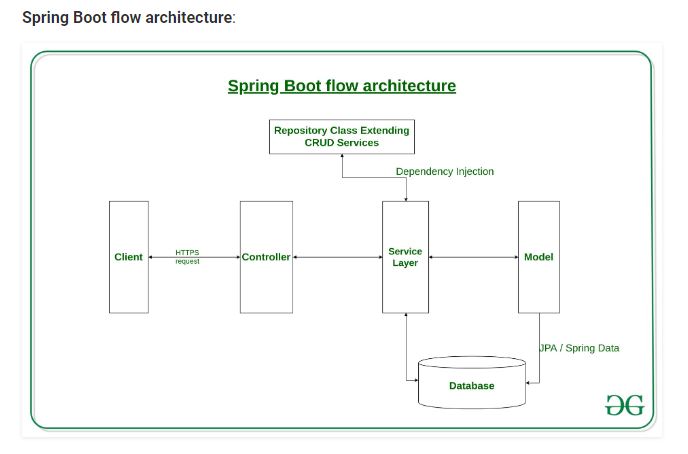 Spring Boot flow architecture:
Spring Boot flow architecture
Repository Class Extending
CRUD Services
Dependency Injection
Client
HTTPS
request
Controller
Service
Layer
Model
JPA / Spring Data
Database